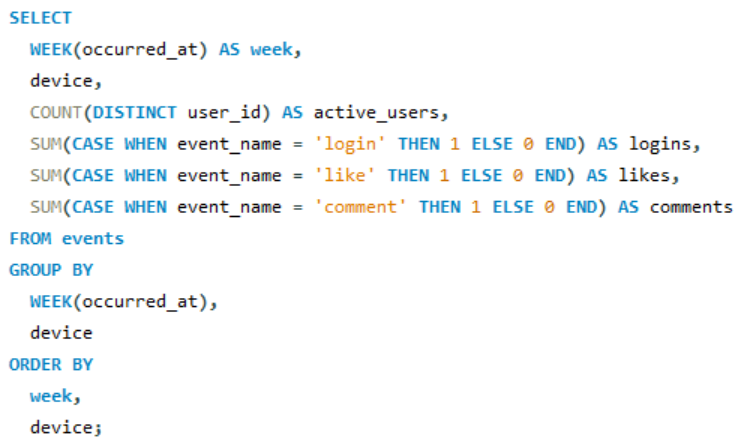 SELECT
WEEK(occurred_at) AS week,
device,
COUNT(DISTINCT user_id) AS active_users,
SUM(CASE WHEN event_name = 'login' THEN 1 ELSE 0 END) AS logins,
SUM(CASE WHEN event_name = 'like' THEN 1 ELSE 0 END) AS likes,
SUM(CASE WHEN event_name = 'comment' THEN 1 ELSE 0 END) AS comments
FROM events
GROUP BY
WEEK(occurred_at),
device
ORDER BY
week,
device;